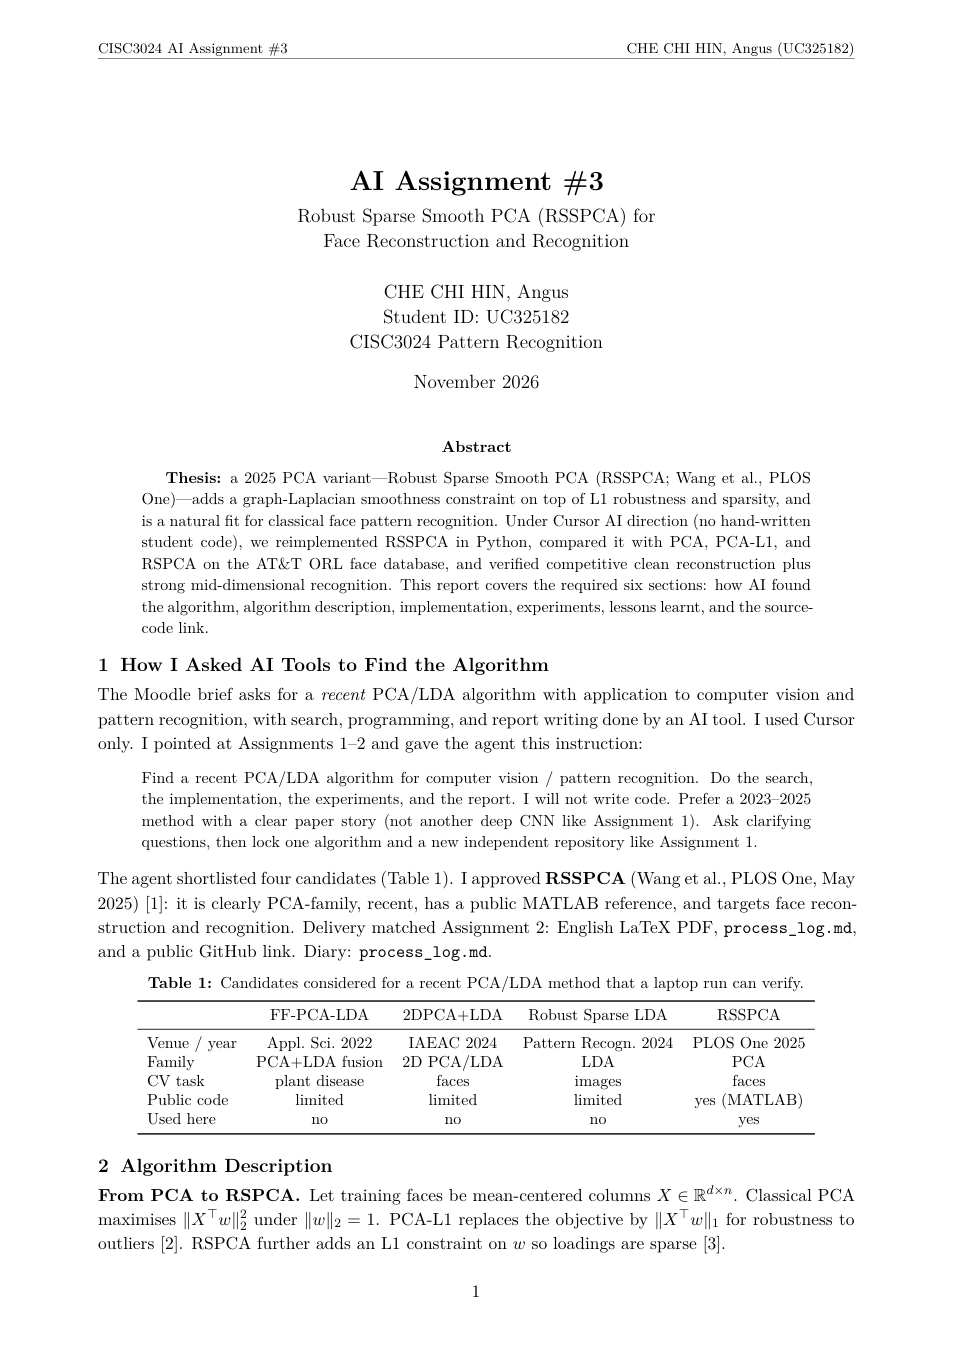 CISC3024 AI Assignment #3 CHE CHI HIN, Angus (UC325182)
AI Assignment #3
Robust Sparse Smooth PCA (RSSPCA) for
Face Reconstruction and Recognition
CHE CHI HIN, Angus
Student ID: UC325182
CISC3024 Pattern Recognition
November 2026
Abstract
Thesis: a 2025 PCA variant—Robust Sparse Smooth PCA (RSSPCA; Wang et al., PLOS
One)—adds a graph-Laplacian smoothness constraint on top of L1 robustness and sparsity, and
is a natural fit for classical face pattern recognition. Under Cursor AI direction (no hand-written
student code), we reimplemented RSSPCA in Python, compared it with PCA, PCA-L1, and
RSPCA on the AT&T ORL face database, and verified competitive clean reconstruction plus
strong mid-dimensional recognition. This report covers the required six sections: how AI found
the algorithm, algorithm description, implementation, experiments, lessons learnt, and the source-
code link.
1 How I Asked AI Tools to Find the Algorithm
The Moodle brief asks for a recent PCA/LDA algorithm with application to computer vision and
pattern recognition, with search, programming, and report writing done by an AI tool. I used Cursor
only. I pointed at Assignments 1–2 and gave the agent this instruction:
Find a recent PCA/LDA algorithm for computer vision / pattern recognition. Do the search,
the implementation, the experiments, and the report. I will not write code. Prefer a 2023–2025
method with a clear paper story (not another deep CNN like Assignment 1). Ask clarifying
questions, then lock one algorithm and a new independent repository like Assignment 1.
The agent shortlisted four candidates (Table 1). I approved RSSPCA (Wang et al., PLOS One, May
2025) [1]: it is clearly PCA-family, recent, has a public MATLAB reference, and targets face recon-
struction and recognition. Delivery matched Assignment 2: English LaTeX PDF, process_log.md,
and a public GitHub link. Diary: process_log.md.
Table 1: Candidates considered for a recent PCA/LDA method that a laptop run can verify.
FF-PCA-LDA 2DPCA+LDA Robust Sparse LDA RSSPCA
Venue / year Appl. Sci. 2022 IAEAC 2024 Pattern Recogn. 2024 PLOS One 2025
Family PCA+LDA fusion 2D PCA/LDA LDA PCA
CV task plant disease faces images faces
Public code limited limited limited yes (MATLAB)
Used here no no no yes
2 Algorithm Description
From PCA to RSPCA. Let training faces be mean-centered columns X ∈ ℝ^{d×n}. Classical PCA
maximises ‖X^⊤w‖_2^2 under ‖w‖_2 = 1. PCA-L1 replaces the objective by ‖X^⊤w‖_1 for robustness to
outliers [2]. RSPCA further adds an L1 constraint on w so loadings are sparse [3].
1